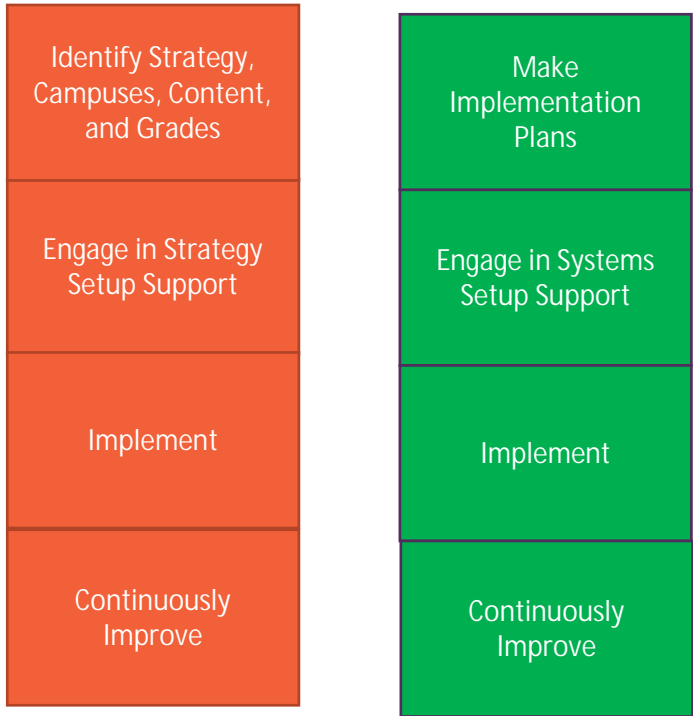 Identify Strategy,
Campuses, Content,
and Grades
Engage in Strategy
Setup Support
Implement
Continuously
Improve
Make
Implementation
Plans
Engage in Systems
Setup Support
Implement
Continuously
Improve